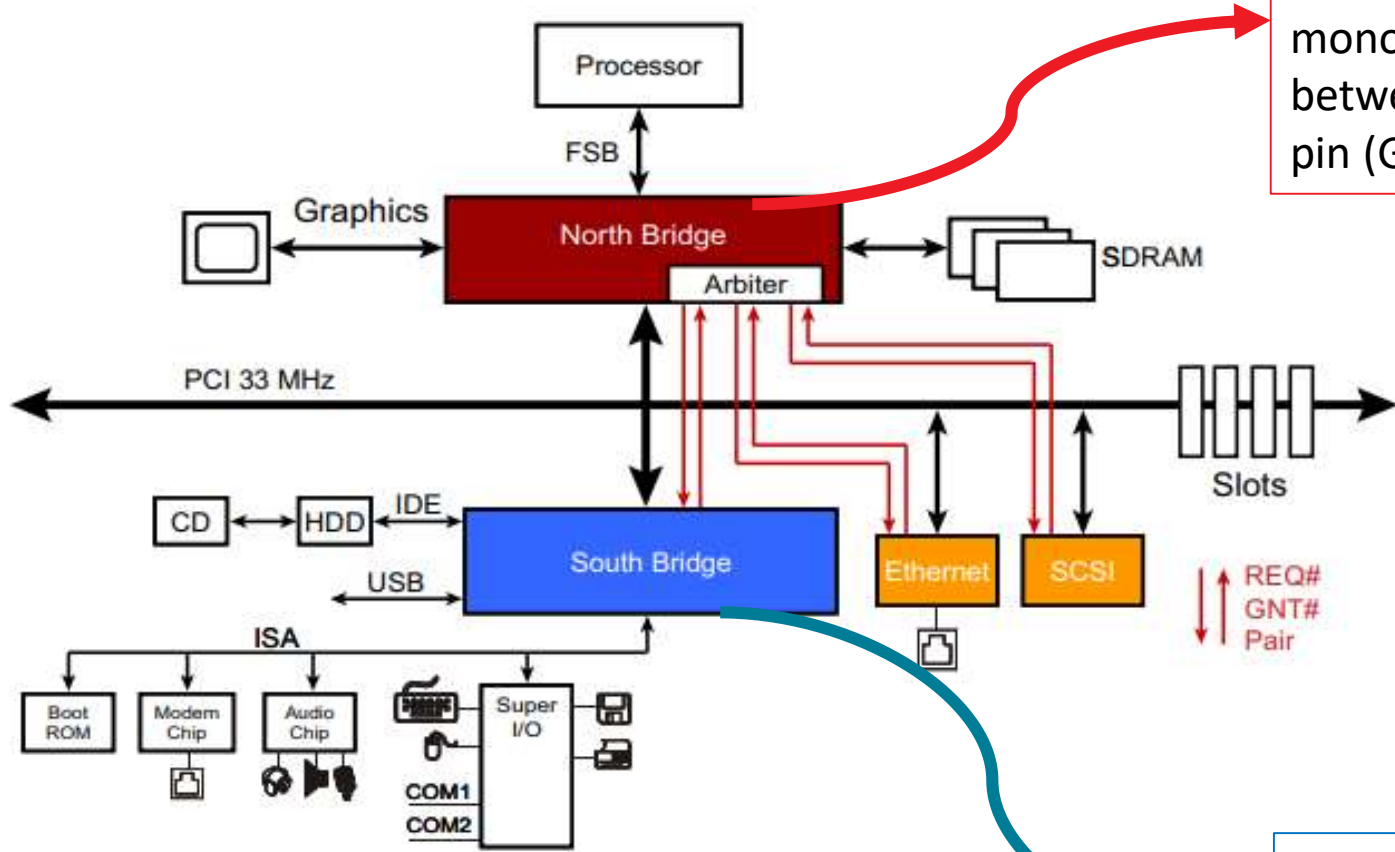 Processor
FSB
Graphics
North Bridge
Arbiter
SDRAM
PCI 33 MHz
Slots
CD
HDD
IDE
USB
South Bridge
Ethernet
SCSI
REQ#
GNT#
Pair
ISA
Boot
ROM
Modem
Chip
Audio
Chip
Super
I/O
COM1
COM2
pin